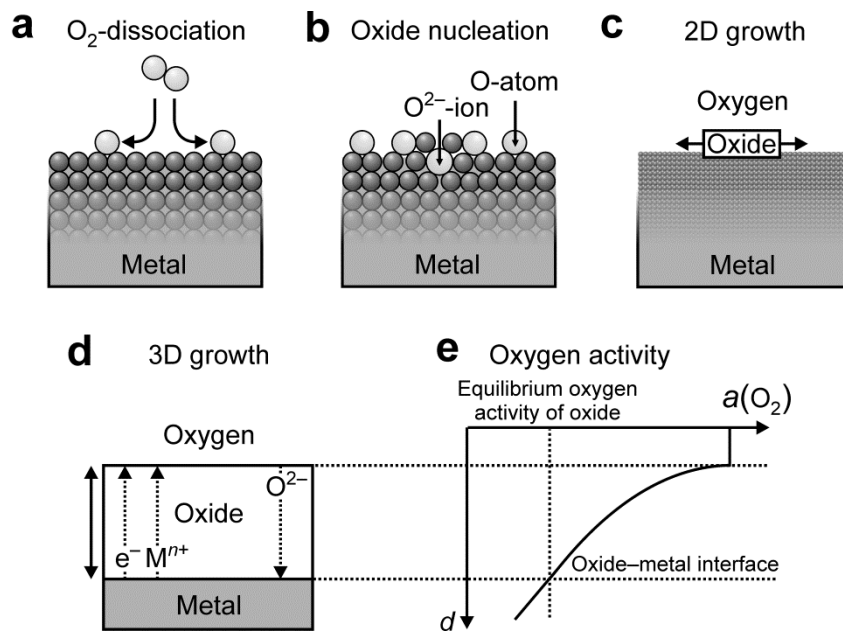 a O₂-dissociation
Metal
b Oxide nucleation
O-atom
O²⁻-ion
Metal
c 2D growth
Oxygen
Oxide
Metal
d 3D growth
Oxygen
O²⁻
Oxide
e⁻ Mⁿ⁺
Metal
e Oxygen activity
Equilibrium oxygen
activity of oxide
a(O₂)
Oxide–metal interface
d